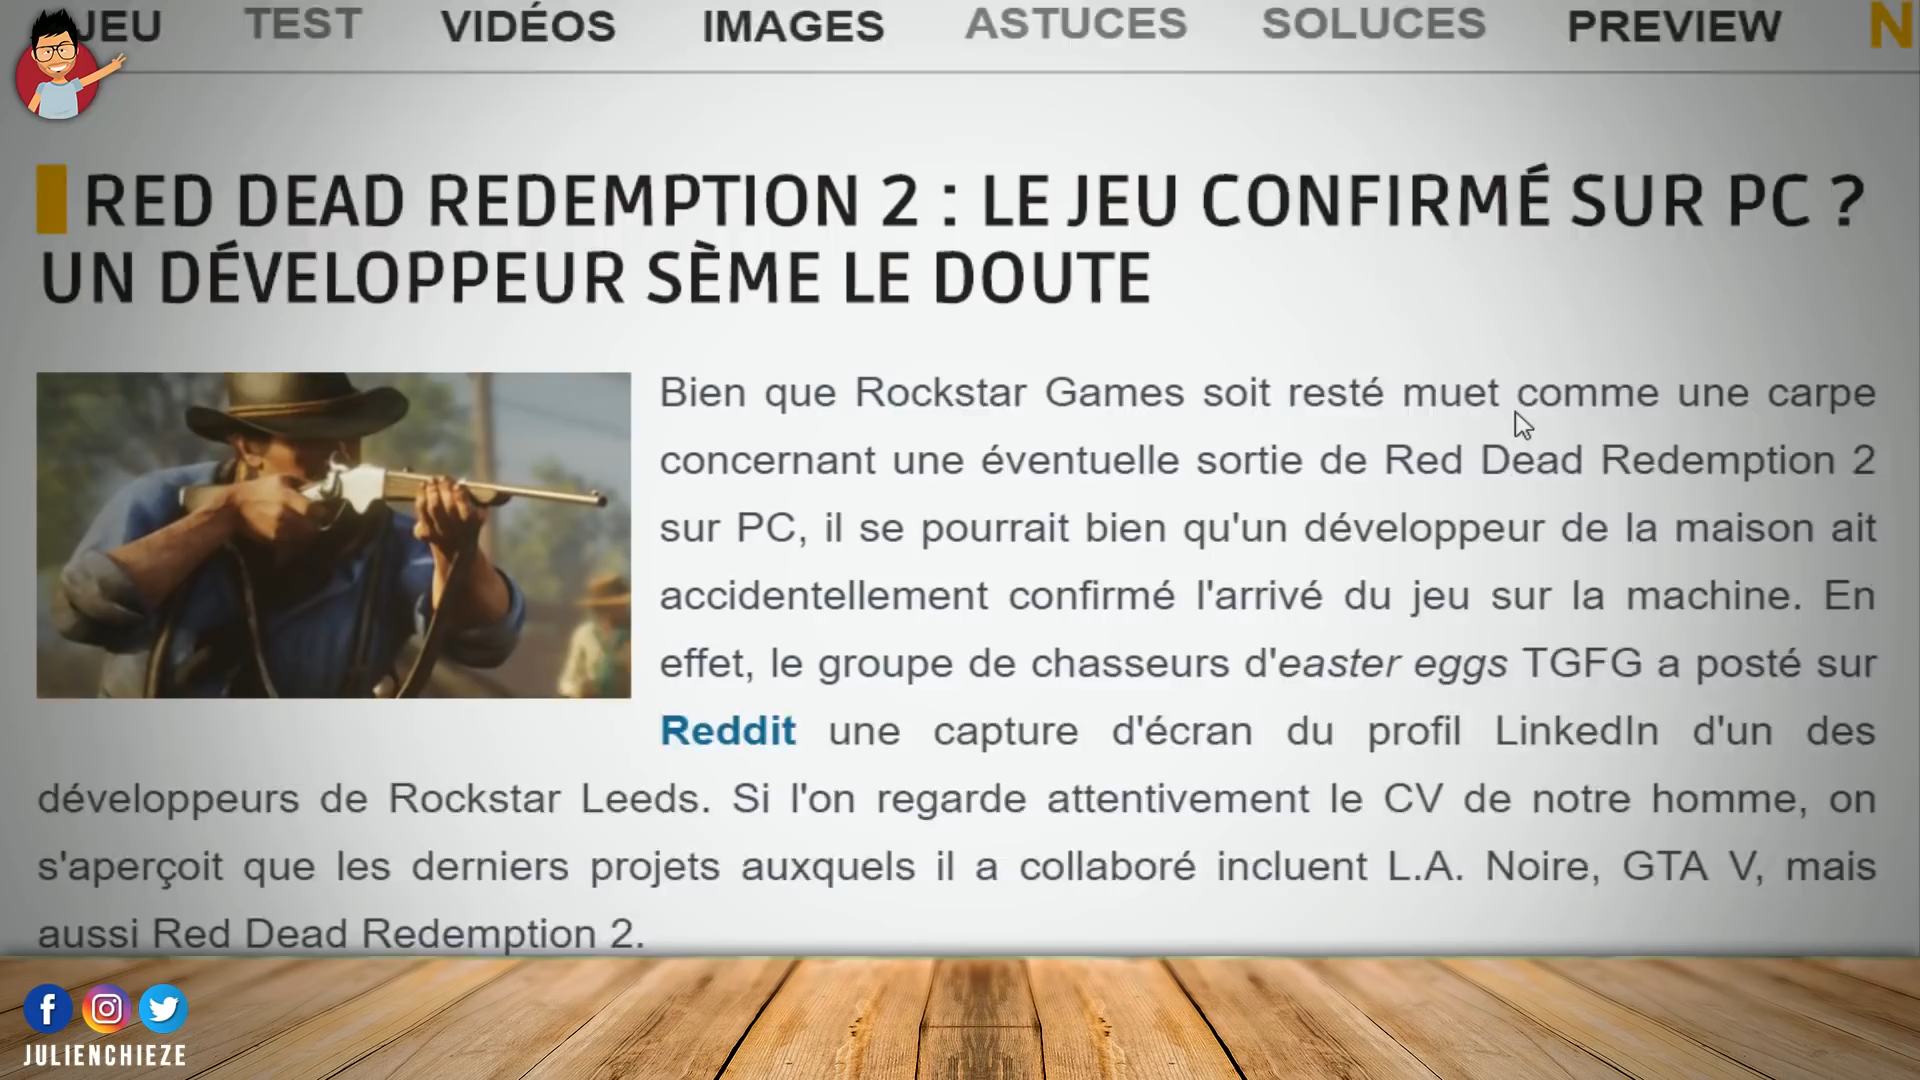 JEU TEST VIDÉOS IMAGES ASTUCES SOLUCES PREVIEW N
RED DEAD REDEMPTION 2 : LE JEU CONFIRMÉ SUR PC ?
UN DÉVELOPPEUR SÈME LE DOUTE
Bien que Rockstar Games soit resté muet comme une carpe
concernant une éventuelle sortie de Red Dead Redemption 2
sur PC, il se pourrait bien qu'un développeur de la maison ait
accidentellement confirmé l'arrivé du jeu sur la machine. En
effet, le groupe de chasseurs d'easter eggs TGFG a posté sur
Reddit une capture d'écran du profil LinkedIn d'un des
développeurs de Rockstar Leeds. Si l'on regarde attentivement le CV de notre homme, on
s'aperçoit que les derniers projets auxquels il a collaboré incluent L.A. Noire, GTA V, mais
aussi Red Dead Redemption 2.
JULIENCHIEZE